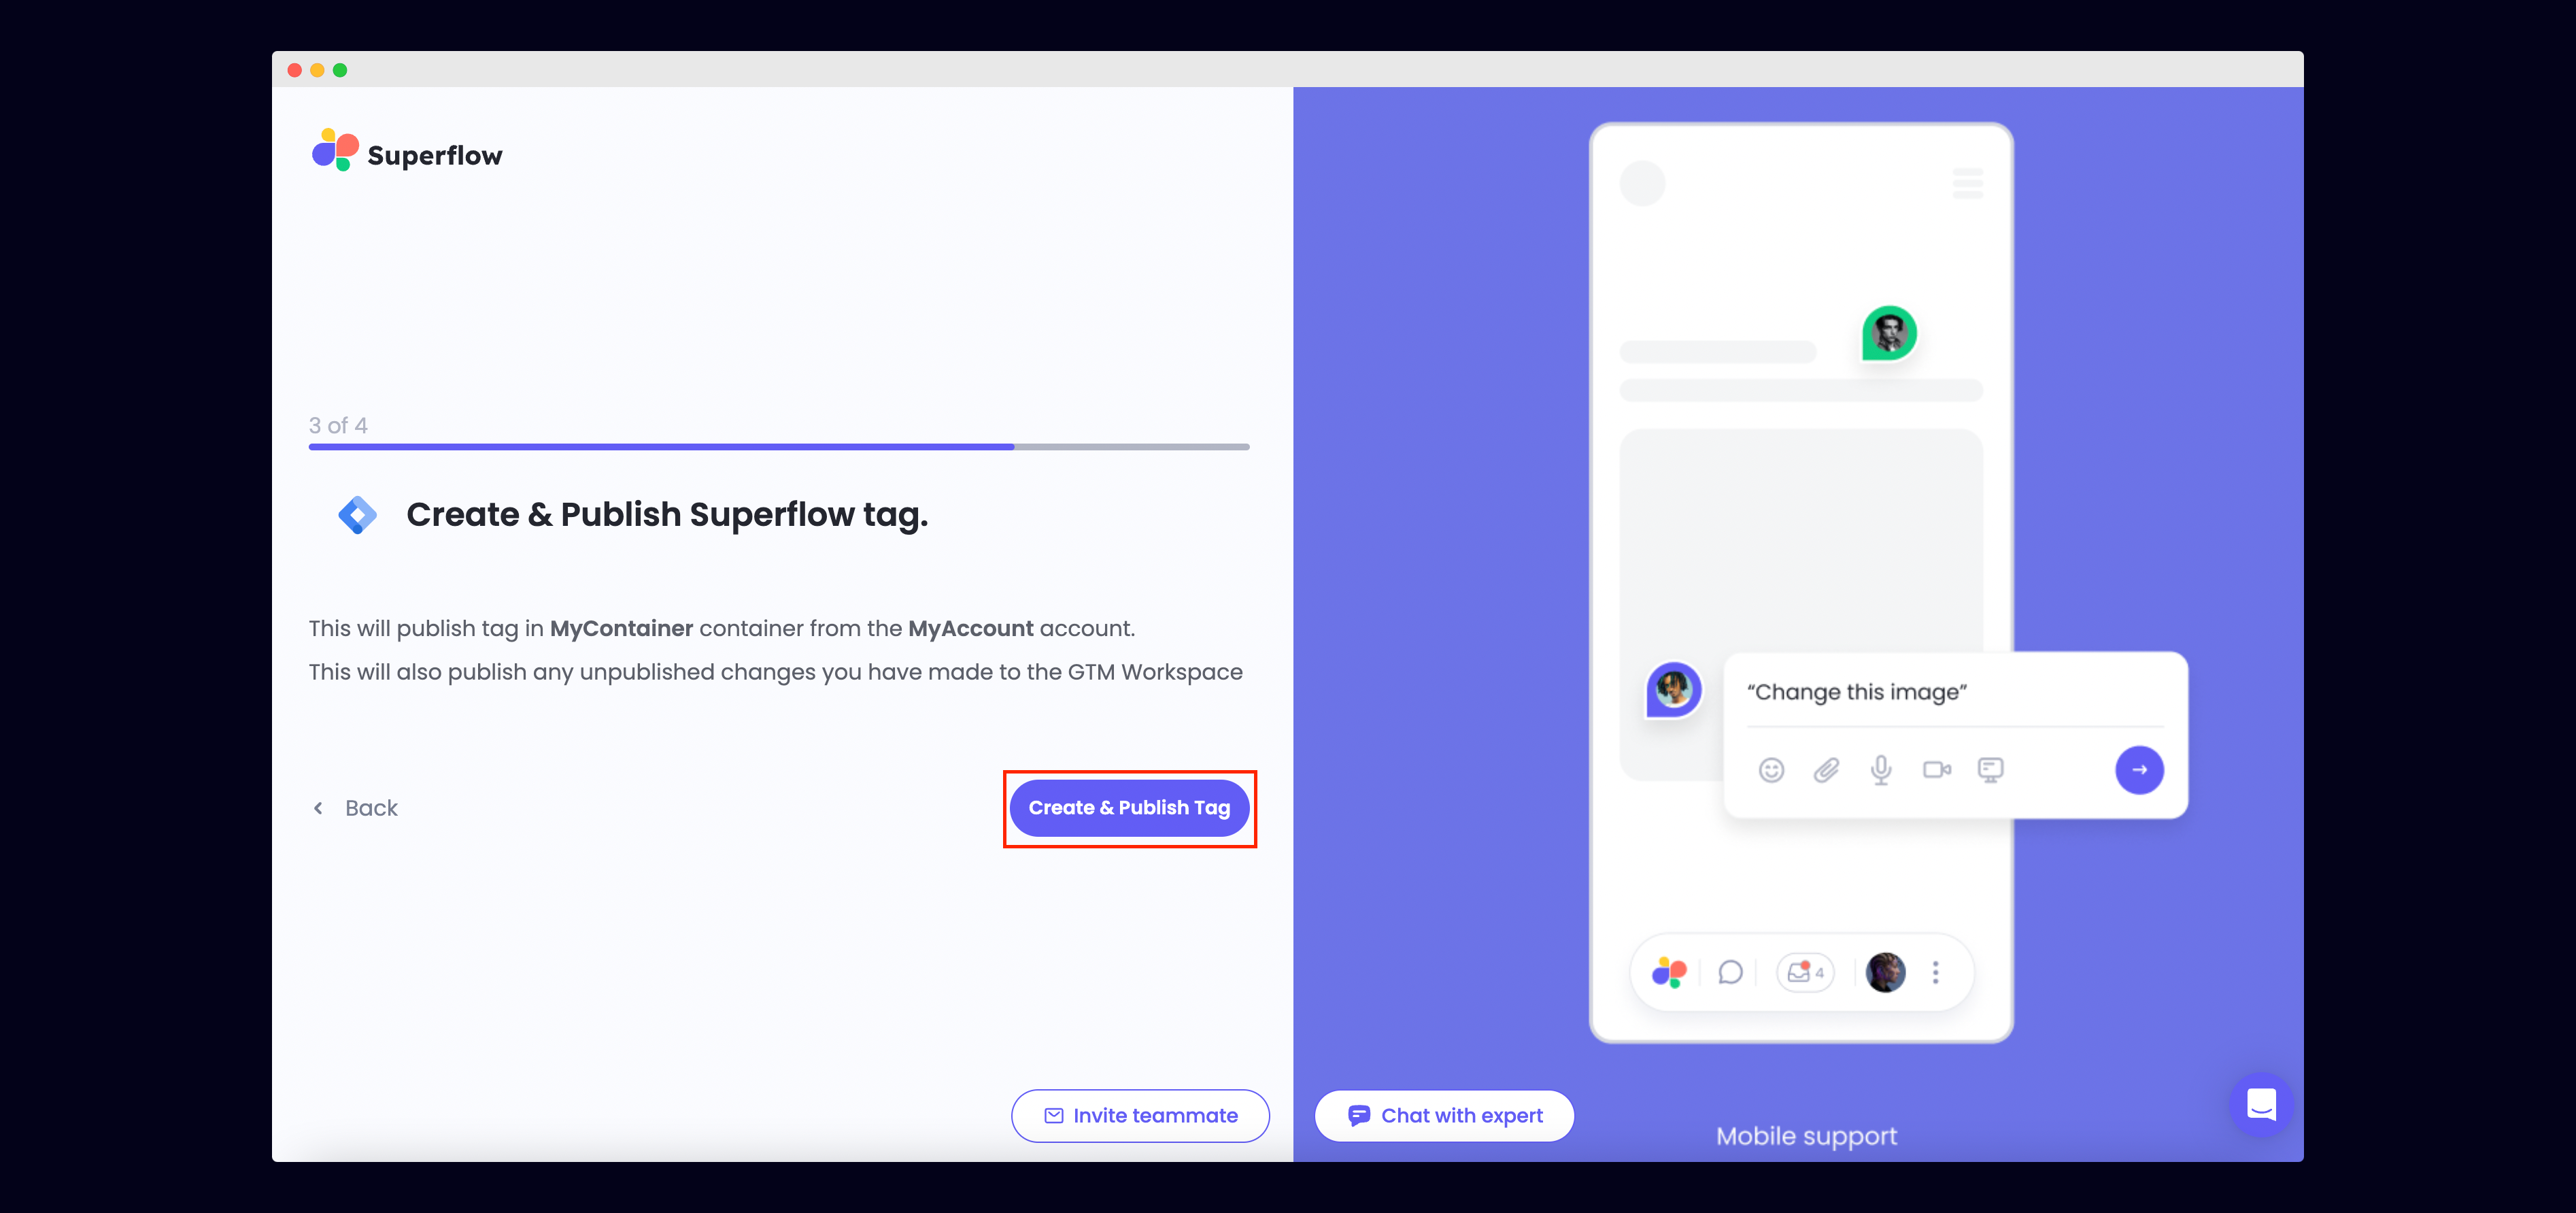 Superflow
3 of 4
Create & Publish Superflow tag.
This will publish tag in MyContainer container from the MyAccount account.
This will also publish any unpublished changes you have made to the GTM Workspace
Back
Create & Publish Tag
Invite teammate
“Change this image”
4
Chat with expert
Mobile support